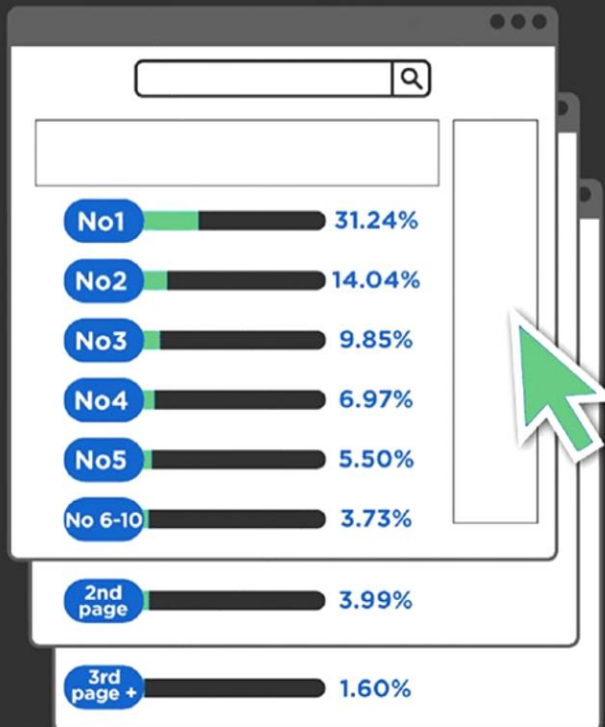 No1 31.24%
No2 14.04%
No3 9.85%
No4 6.97%
No5 5.50%
No 6-10 3.73%
2nd
page 3.99%
3rd
page + 1.60%